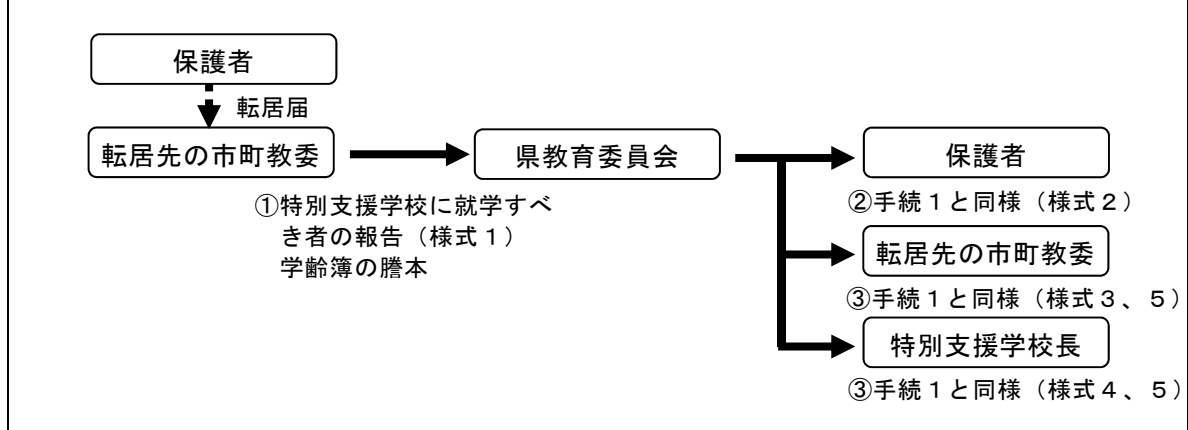 保護者
転居届
転居先の市町教委
県教育委員会
①特別支援学校に就学すべ
き者の報告(様式1)
学齢簿の謄本
保護者
②手続1と同様(様式2)
転居先の市町教委
③手続1と同様(様式3、5)
特別支援学校長
③手続1と同様(様式4、5)